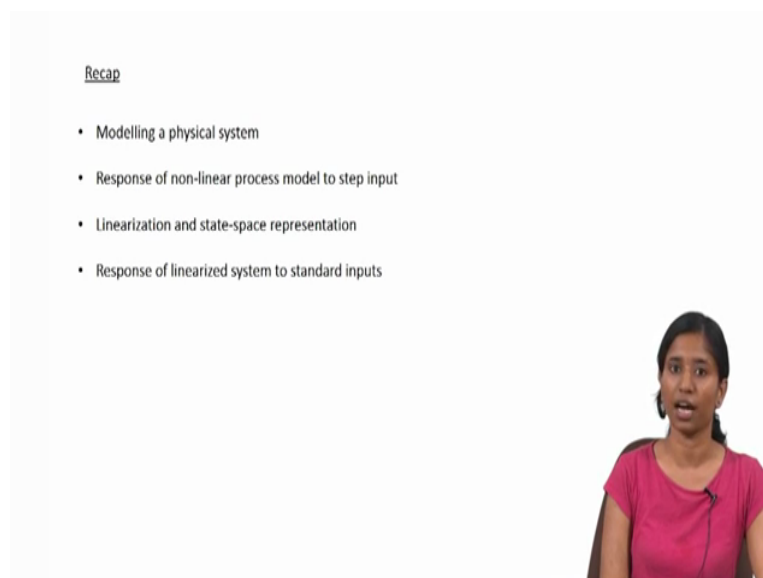 Recap
• Modelling a physical system
• Response of non-linear process model to step input
• Linearization and state-space representation
• Response of linearized system to standard inputs